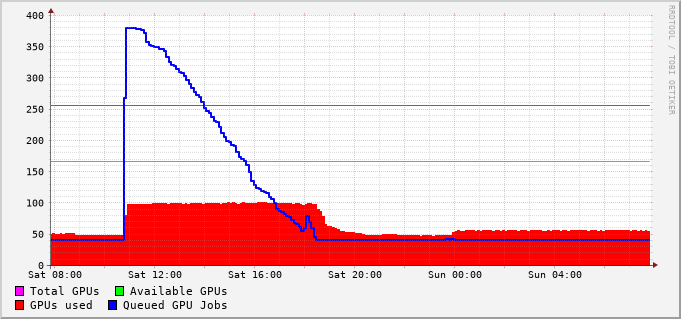 400
350
300
250
200
150
100
50
0
Sat 08:00 Sat 12:00 Sat 16:00 Sat 20:00 Sun 00:00 Sun 04:00
Total GPUs Available GPUs
GPUs used Queued GPU Jobs
RRDTOOL / TOBI OETIKER